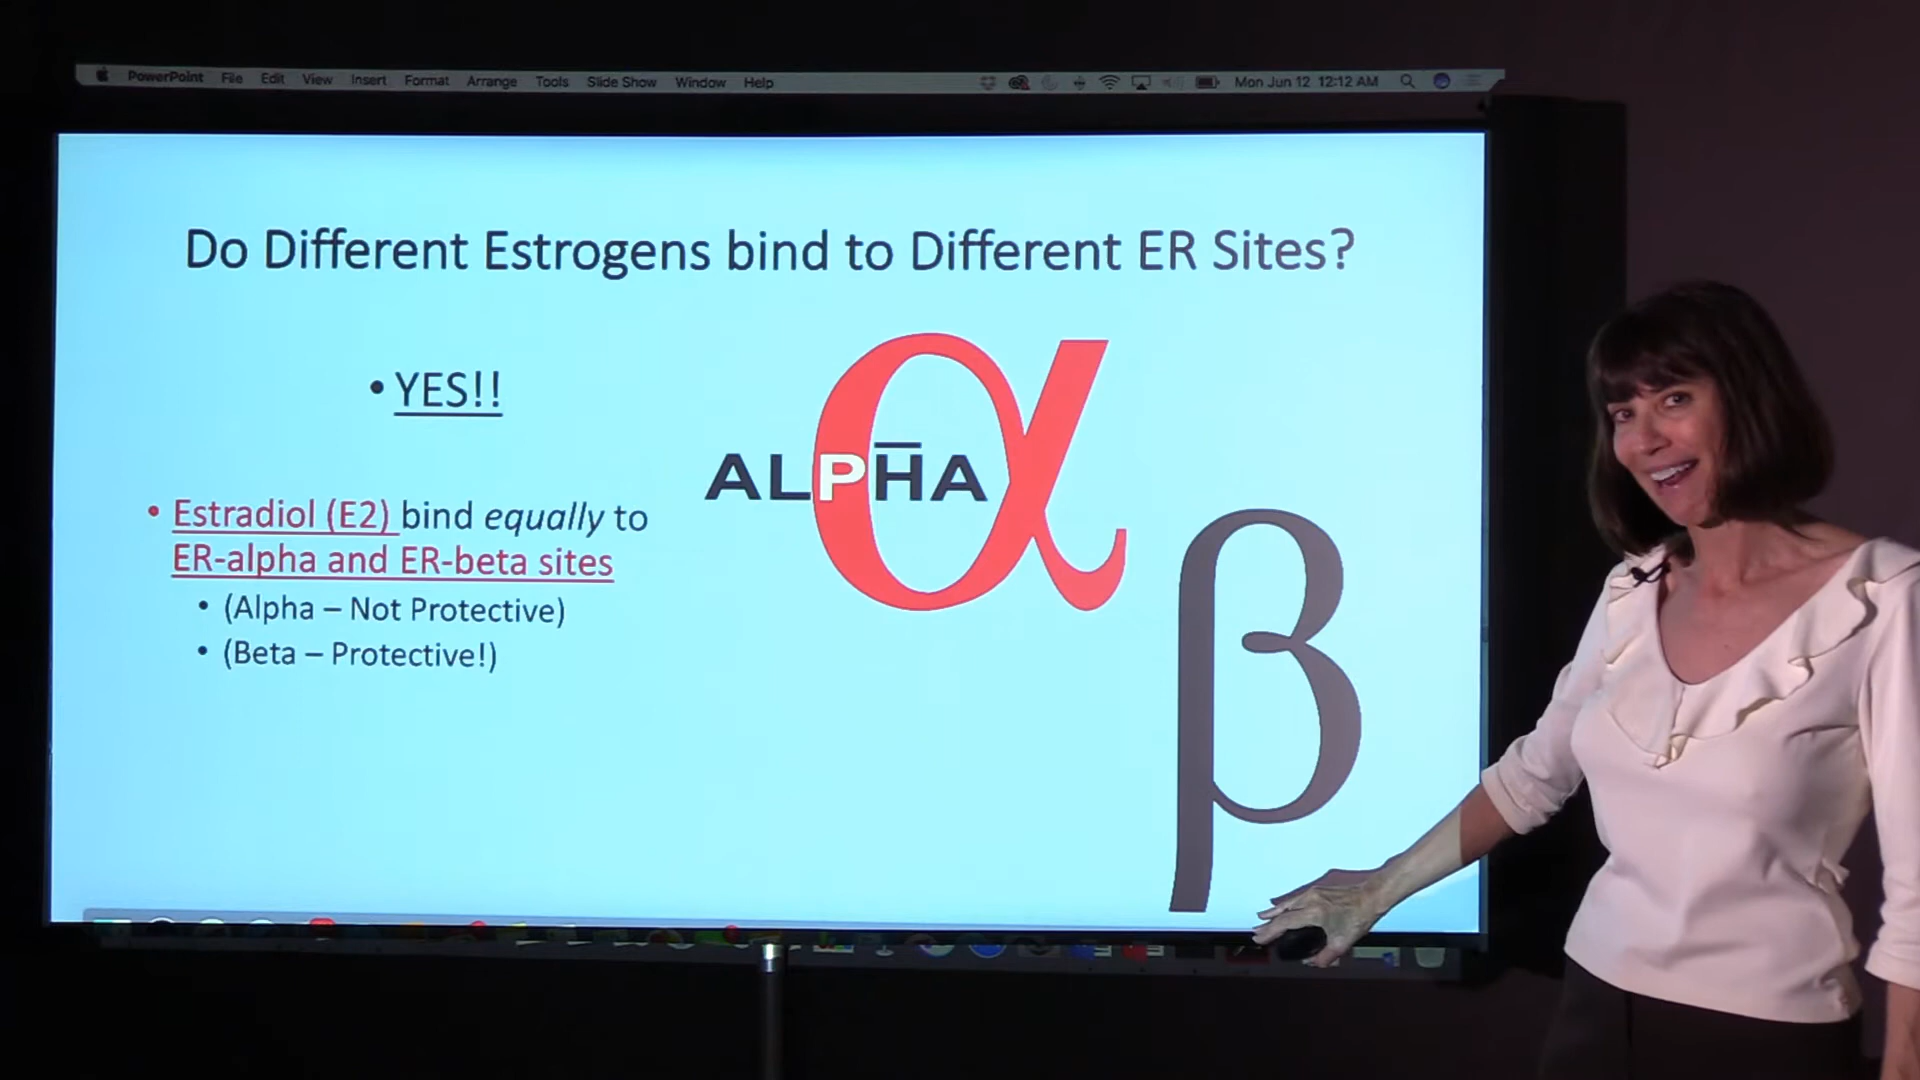 PowerPoint File Edit View Insert Format Arrange Tools Slide Show Window Help Mon Jun 12 12:12 AM
Do Different Estrogens bind to Different ER Sites?
• YES!!
ALPHA
α
β
• Estradiol (E2) bind equally to
ER-alpha and ER-beta sites
• (Alpha – Not Protective)
• (Beta – Protective!)